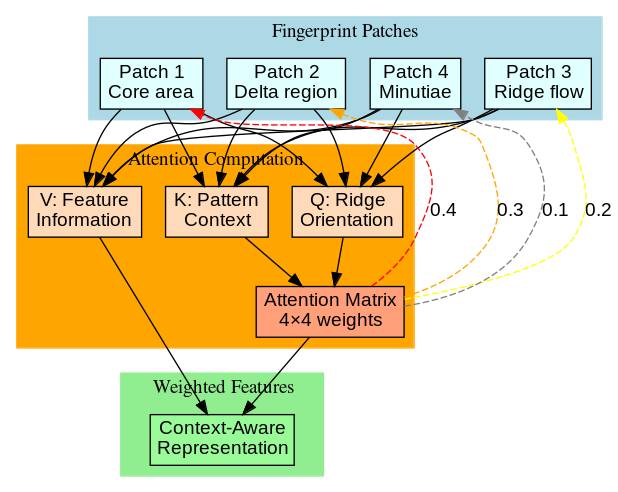 Fingerprint Patches
Patch 1
Core area
Patch 2
Delta region
Patch 4
Minutiae
Patch 3
Ridge flow
Attention Computation
V: Feature
Information
K: Pattern
Context
Q: Ridge
Orientation
0.4
0.3
0.1
0.2
Attention Matrix
4×4 weights
Weighted Features
Context-Aware
Representation